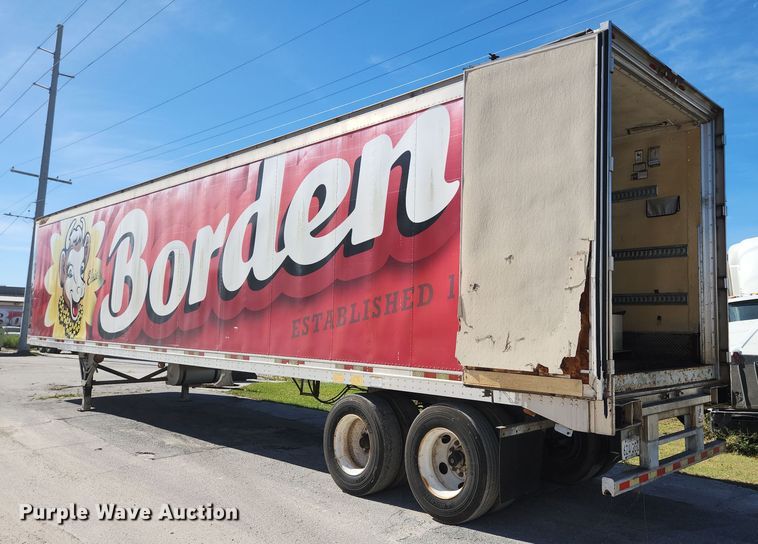 Borden
ESTABLISHED 1
Purple Wave Auction